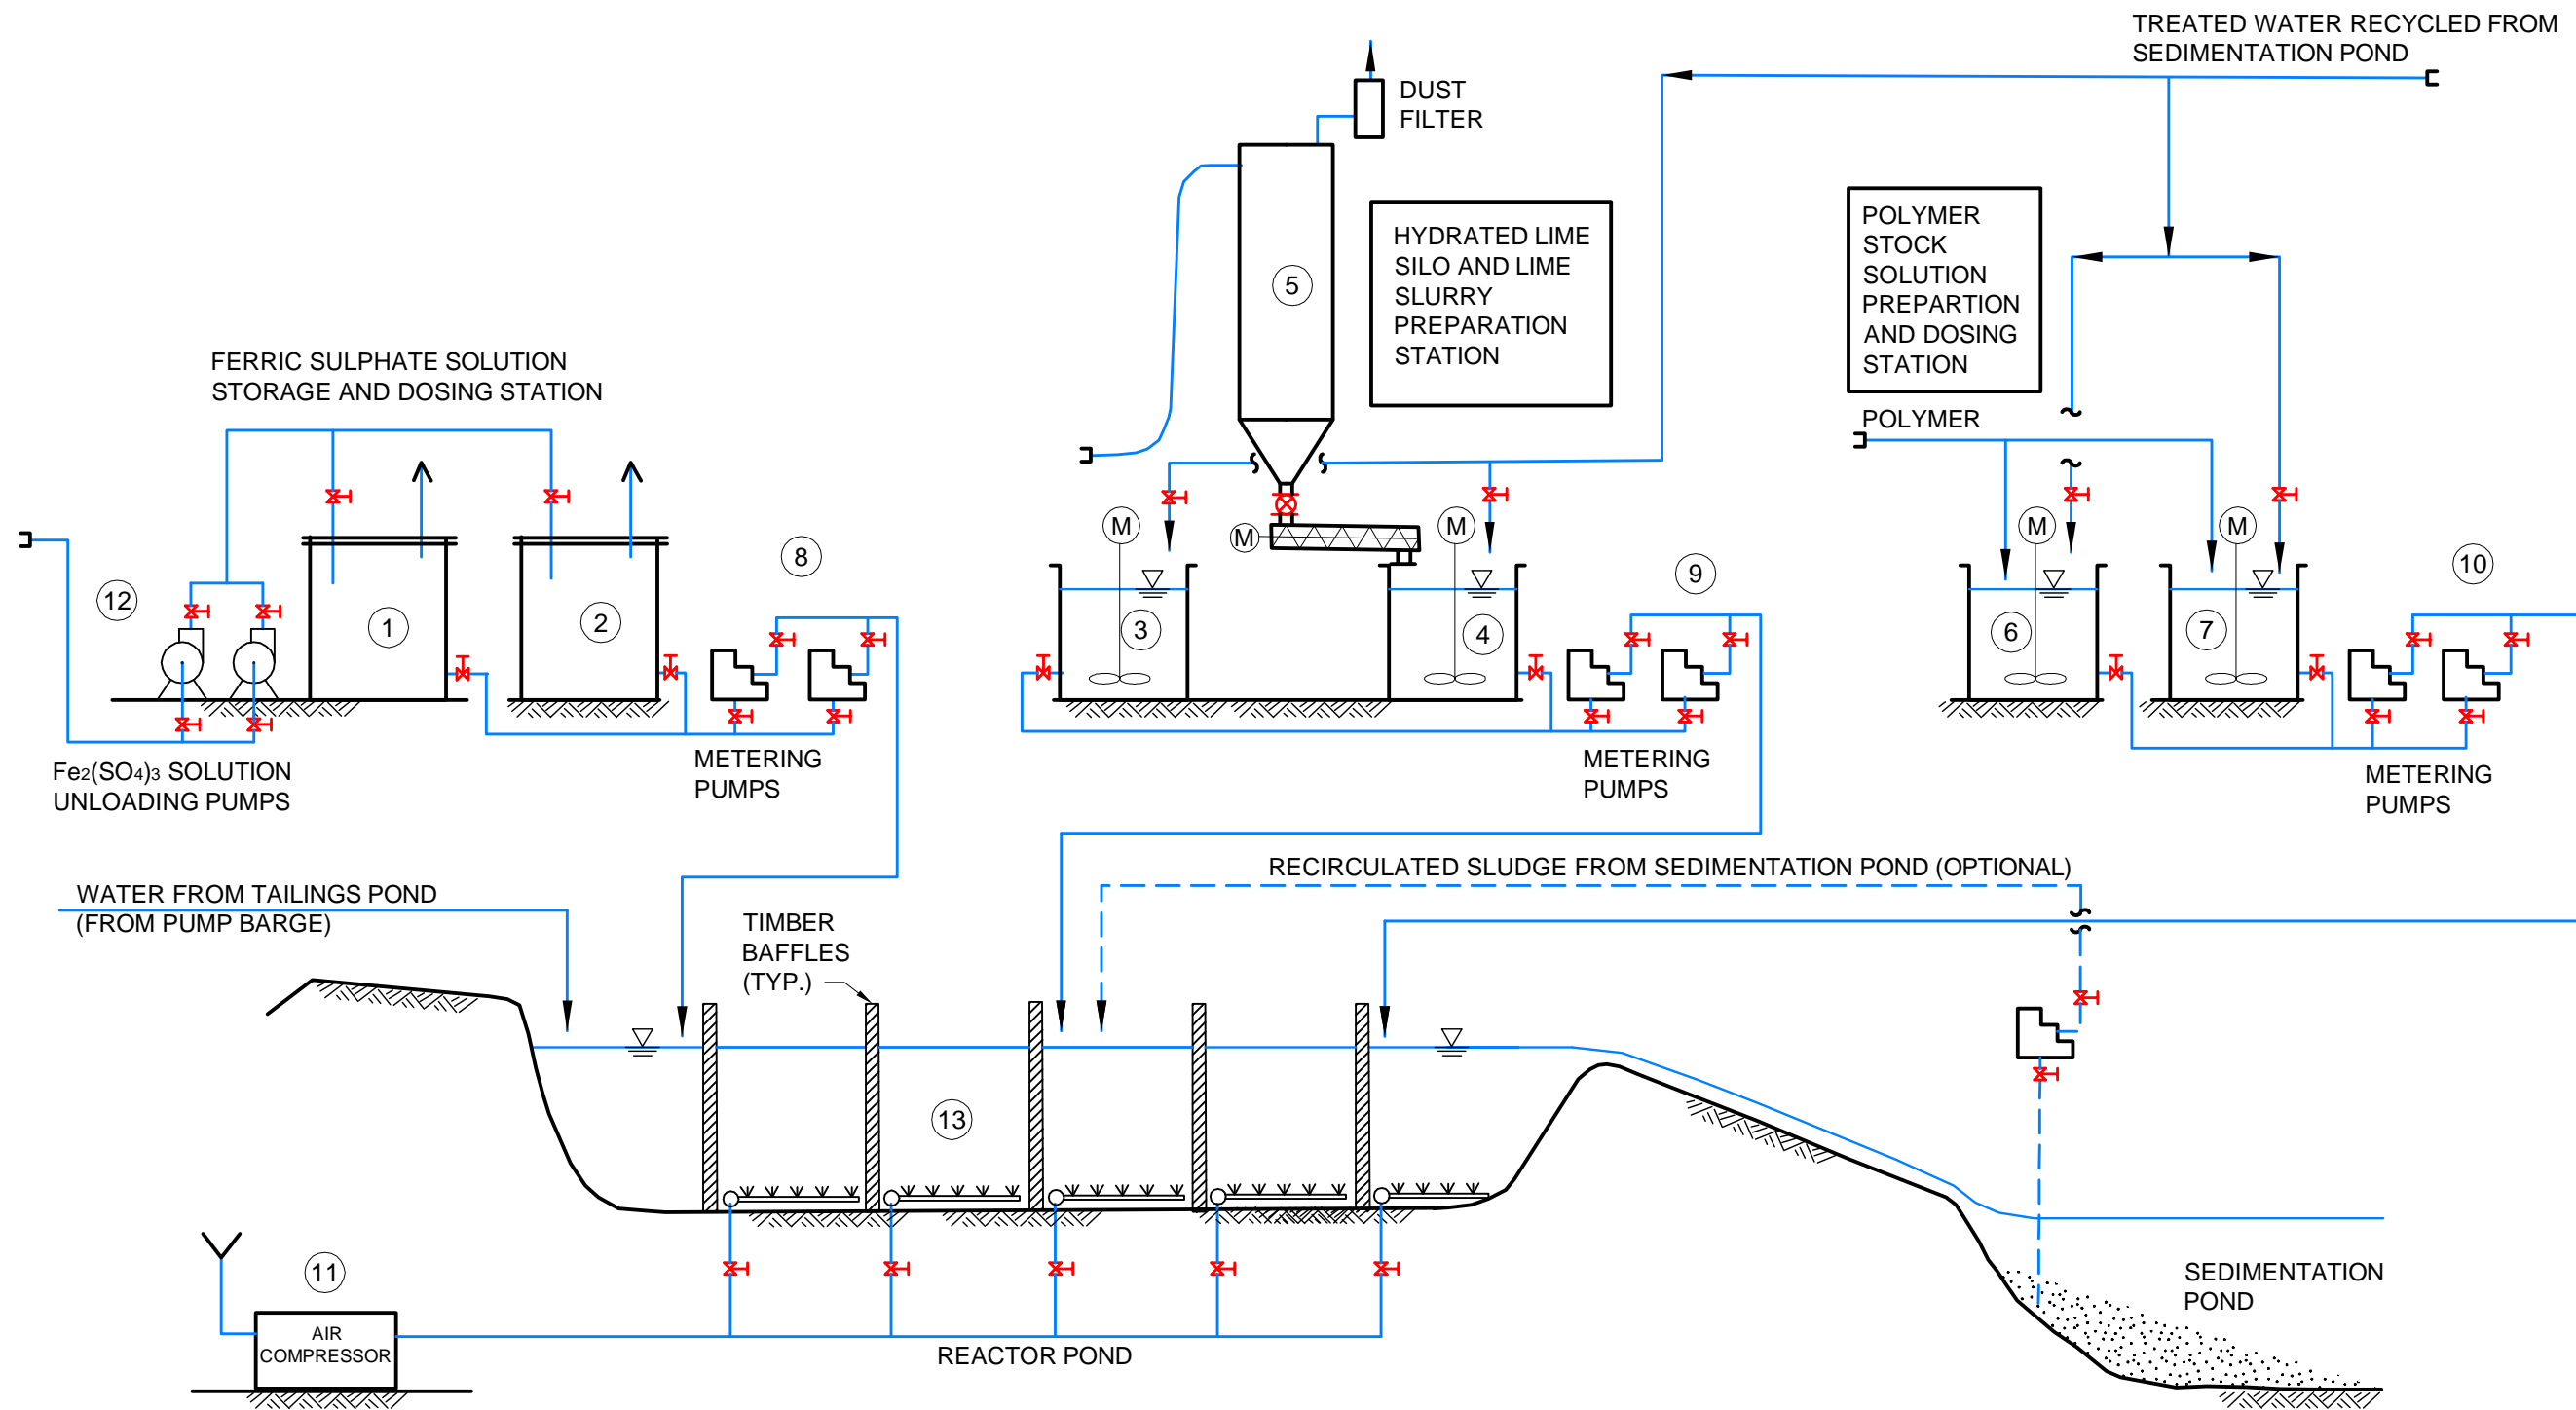 TREATED WATER RECYCLED FROM
SEDIMENTATION POND
DUST
FILTER
HYDRATED LIME
SILO AND LIME
SLURRY
PREPARATION
STATION
POLYMER
STOCK
SOLUTION
PREPARTION
AND DOSING
STATION
5
FERRIC SULPHATE SOLUTION
STORAGE AND DOSING STATION
POLYMER
M
M
M
M
M
8
9
10
12
1
2
3
4
6
7
Fe2(SO4)3 SOLUTION
UNLOADING PUMPS
METERING
PUMPS
METERING
PUMPS
METERING
PUMPS
RECIRCULATED SLUDGE FROM SEDIMENTATION POND (OPTIONAL)
WATER FROM TAILINGS POND
(FROM PUMP BARGE)
TIMBER
BAFFLES
(TYP.)
13
11
AIR
COMPRESSOR
REACTOR POND
SEDIMENTATION
POND